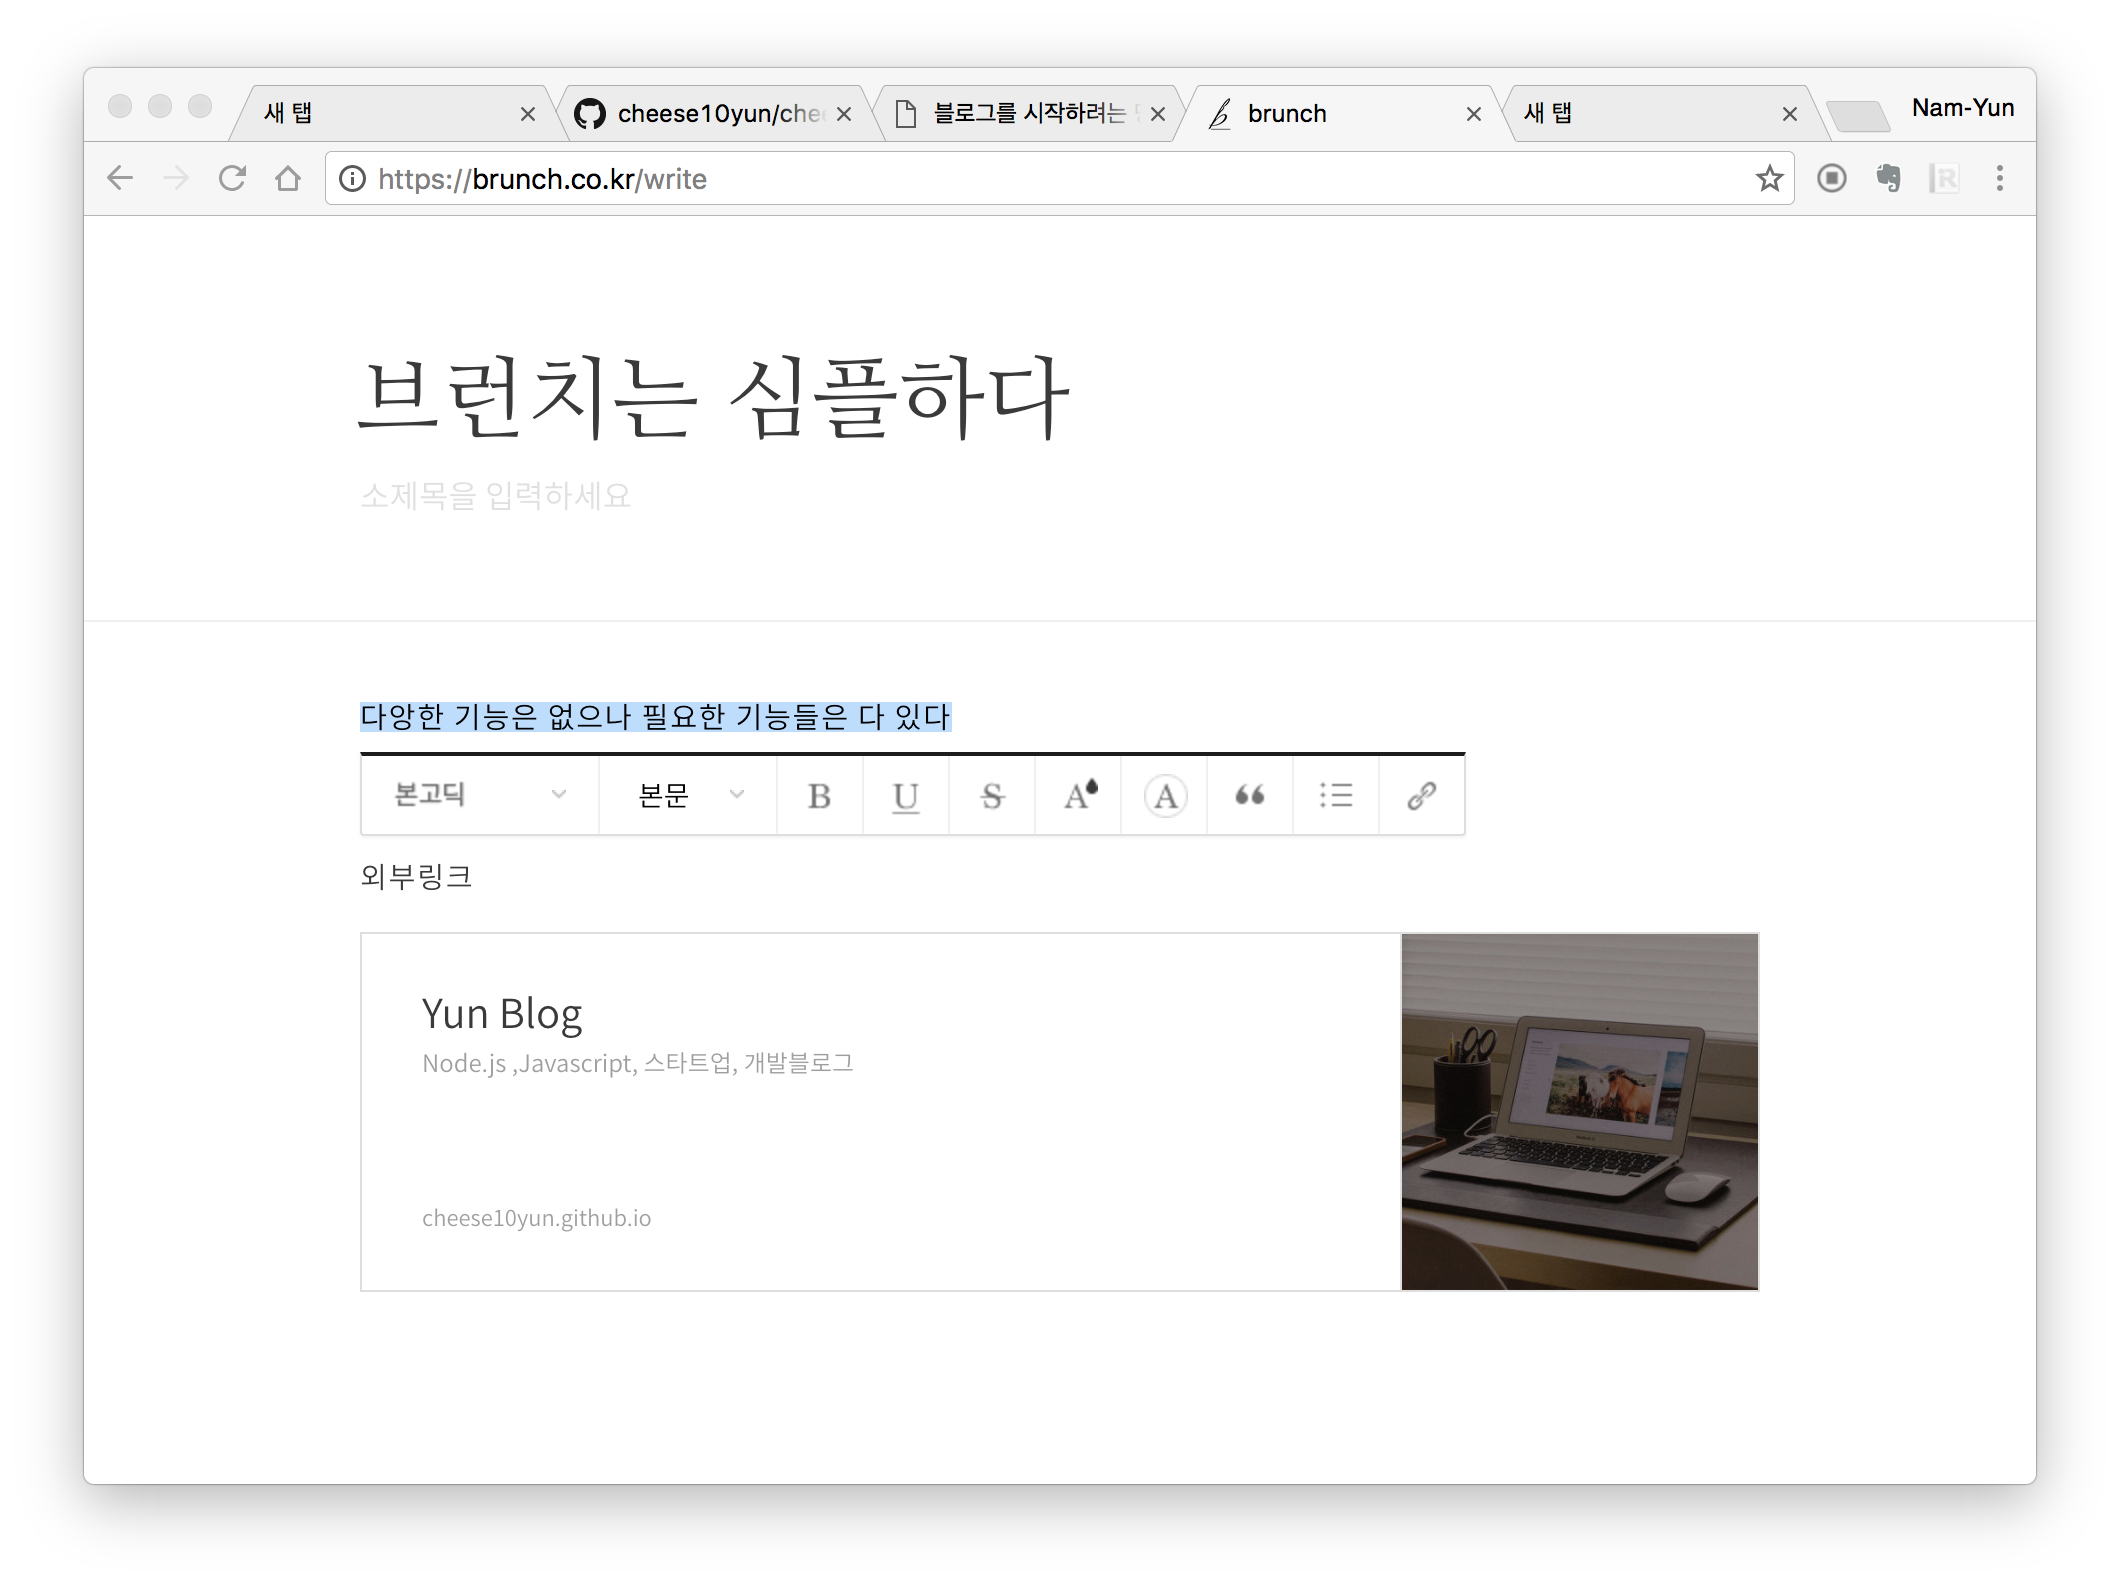 새 탭
cheese10yun/chee
블로그를 시작하려는
brunch
새 탭
Nam-Yun
https://brunch.co.kr/write
브런치는 심플하다
소제목을 입력하세요
다양한 기능은 없으나 필요한 기능들은 다 있다
본고딕 본문 B U S A A “
외부링크
Yun Blog
Node.js ,Javascript, 스타트업, 개발블로그
cheese10yun.github.io